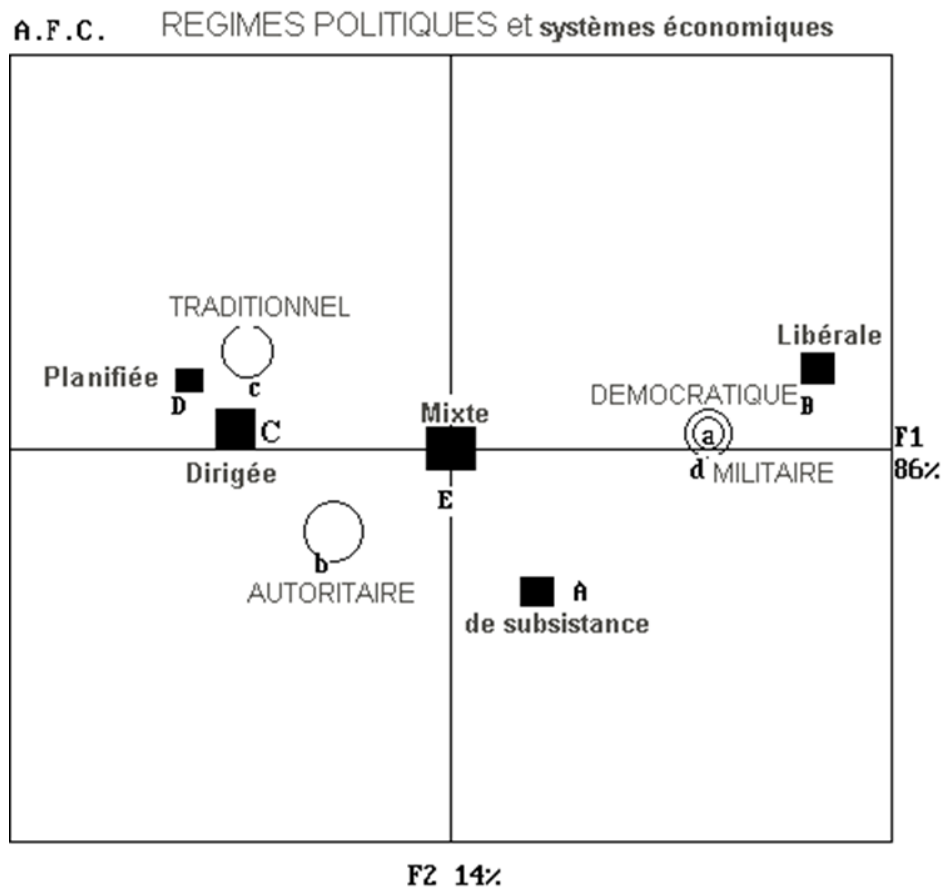 A.F.C. REGIMES POLITIQUES et systèmes économiques
TRADITIONNEL
Libérale
Planifiée
c
DEMOCRATIQUE
D
B
Mixte
C
a
F1
Dirigée
d MILITAIRE
86%
E
b
AUTORITAIRE
A
de subsistance
F2 14%